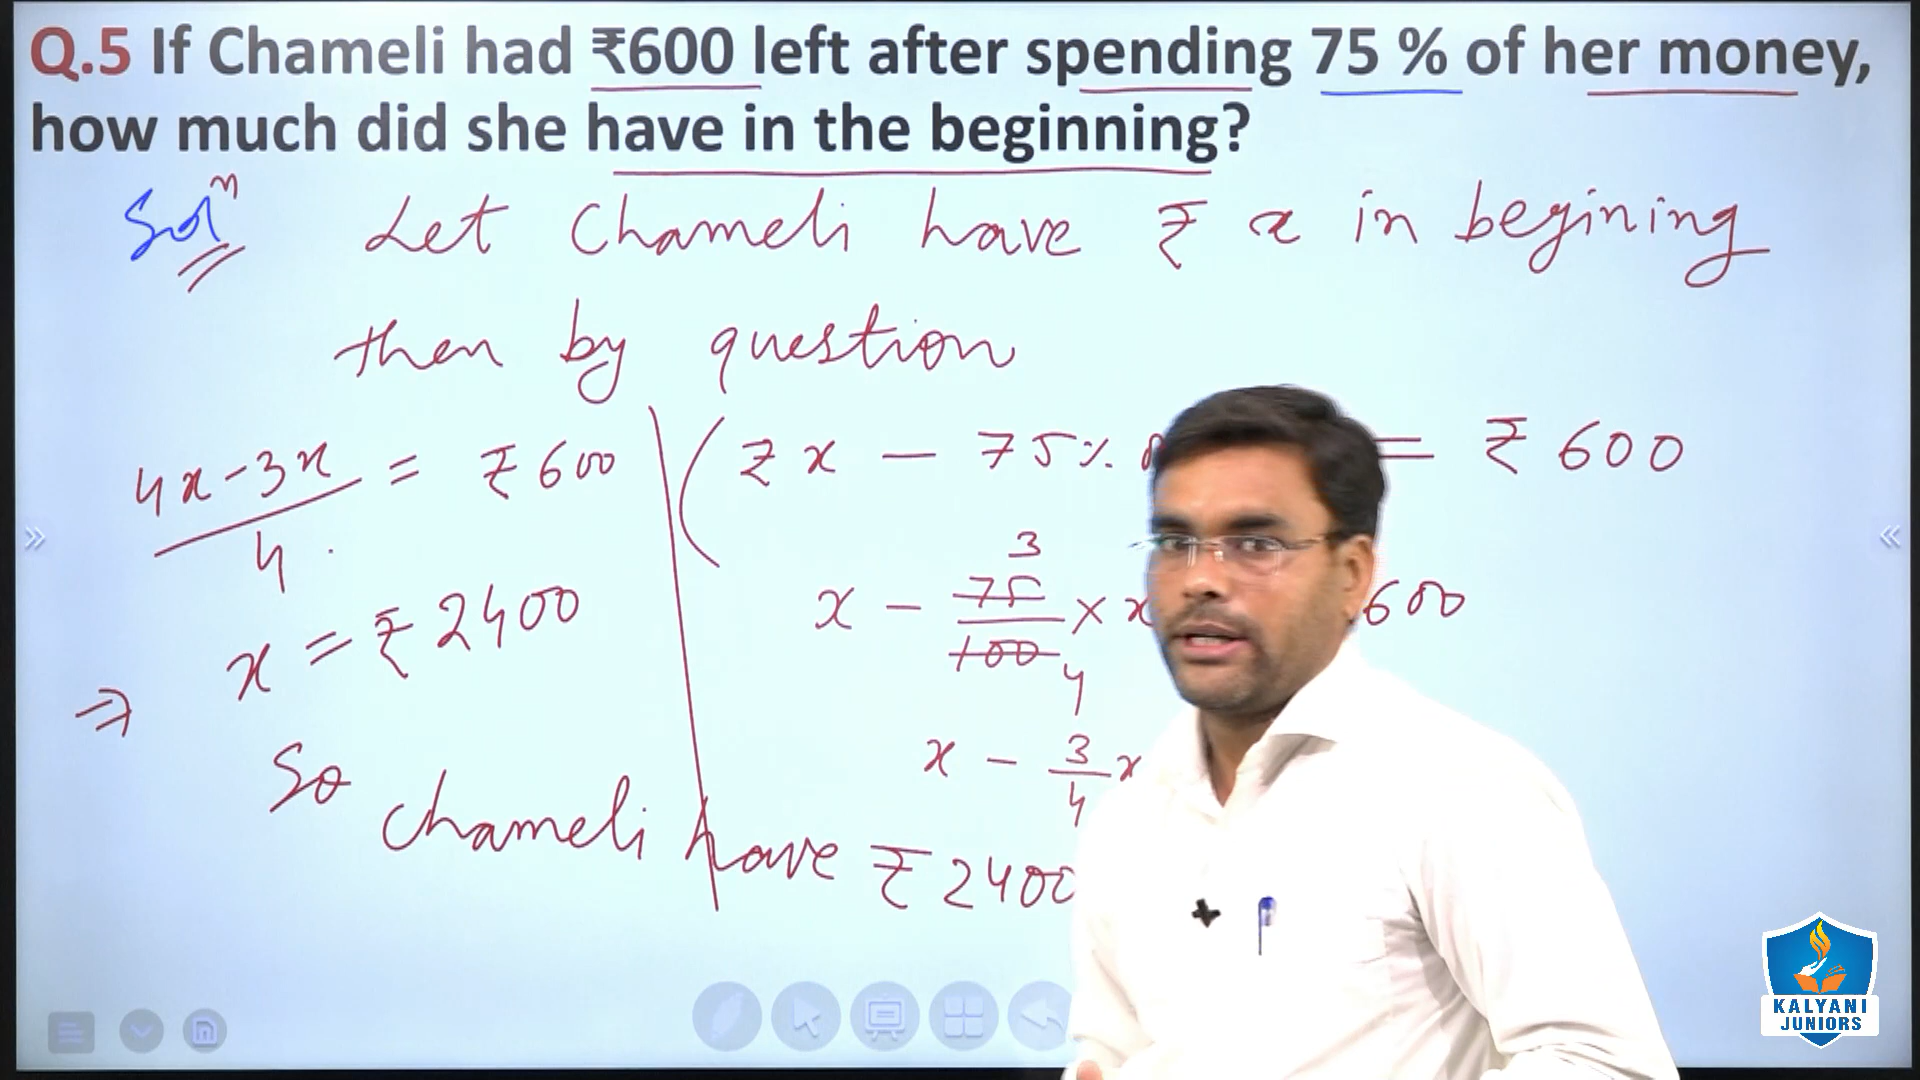 Q.5 If Chameli had ₹600 left after spending 75 % of her money,
how much did she have in the beginning?
Solⁿ Let Chameli have ₹ x in begining
then by question
(₹ x - 75%
= ₹ 600
x - 75/100 × x
3
4
600
x - 3/4 x
4x-3x/4 = ₹ 600
⇒ x = ₹ 2400
So Chameli have ₹ 2400
KALYANI
JUNIORS